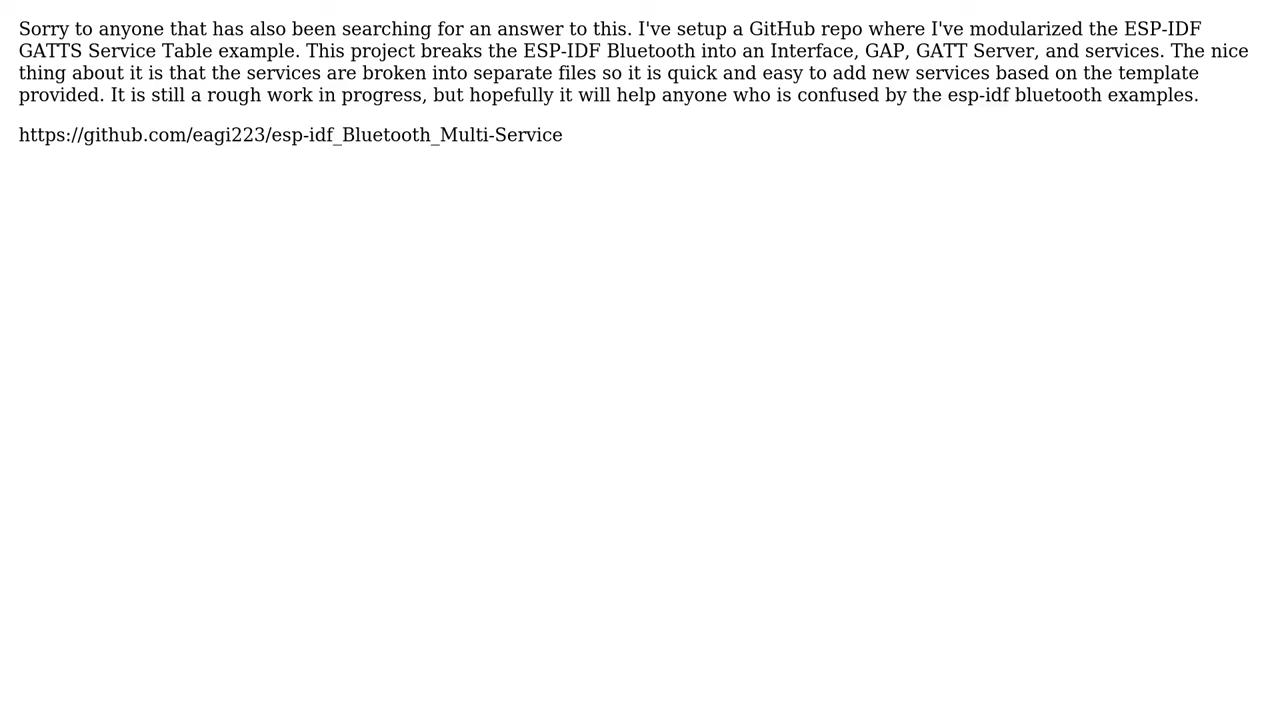 Sorry to anyone that has also been searching for an answer to this. I've setup a GitHub repo where I've modularized the ESP-IDF
GATTS Service Table example. This project breaks the ESP-IDF Bluetooth into an Interface, GAP, GATT Server, and services. The nice
thing about it is that the services are broken into separate files so it is quick and easy to add new services based on the template
provided. It is still a rough work in progress, but hopefully it will help anyone who is confused by the esp-idf bluetooth examples.
https://github.com/eagi223/esp-idf_Bluetooth_Multi-Service